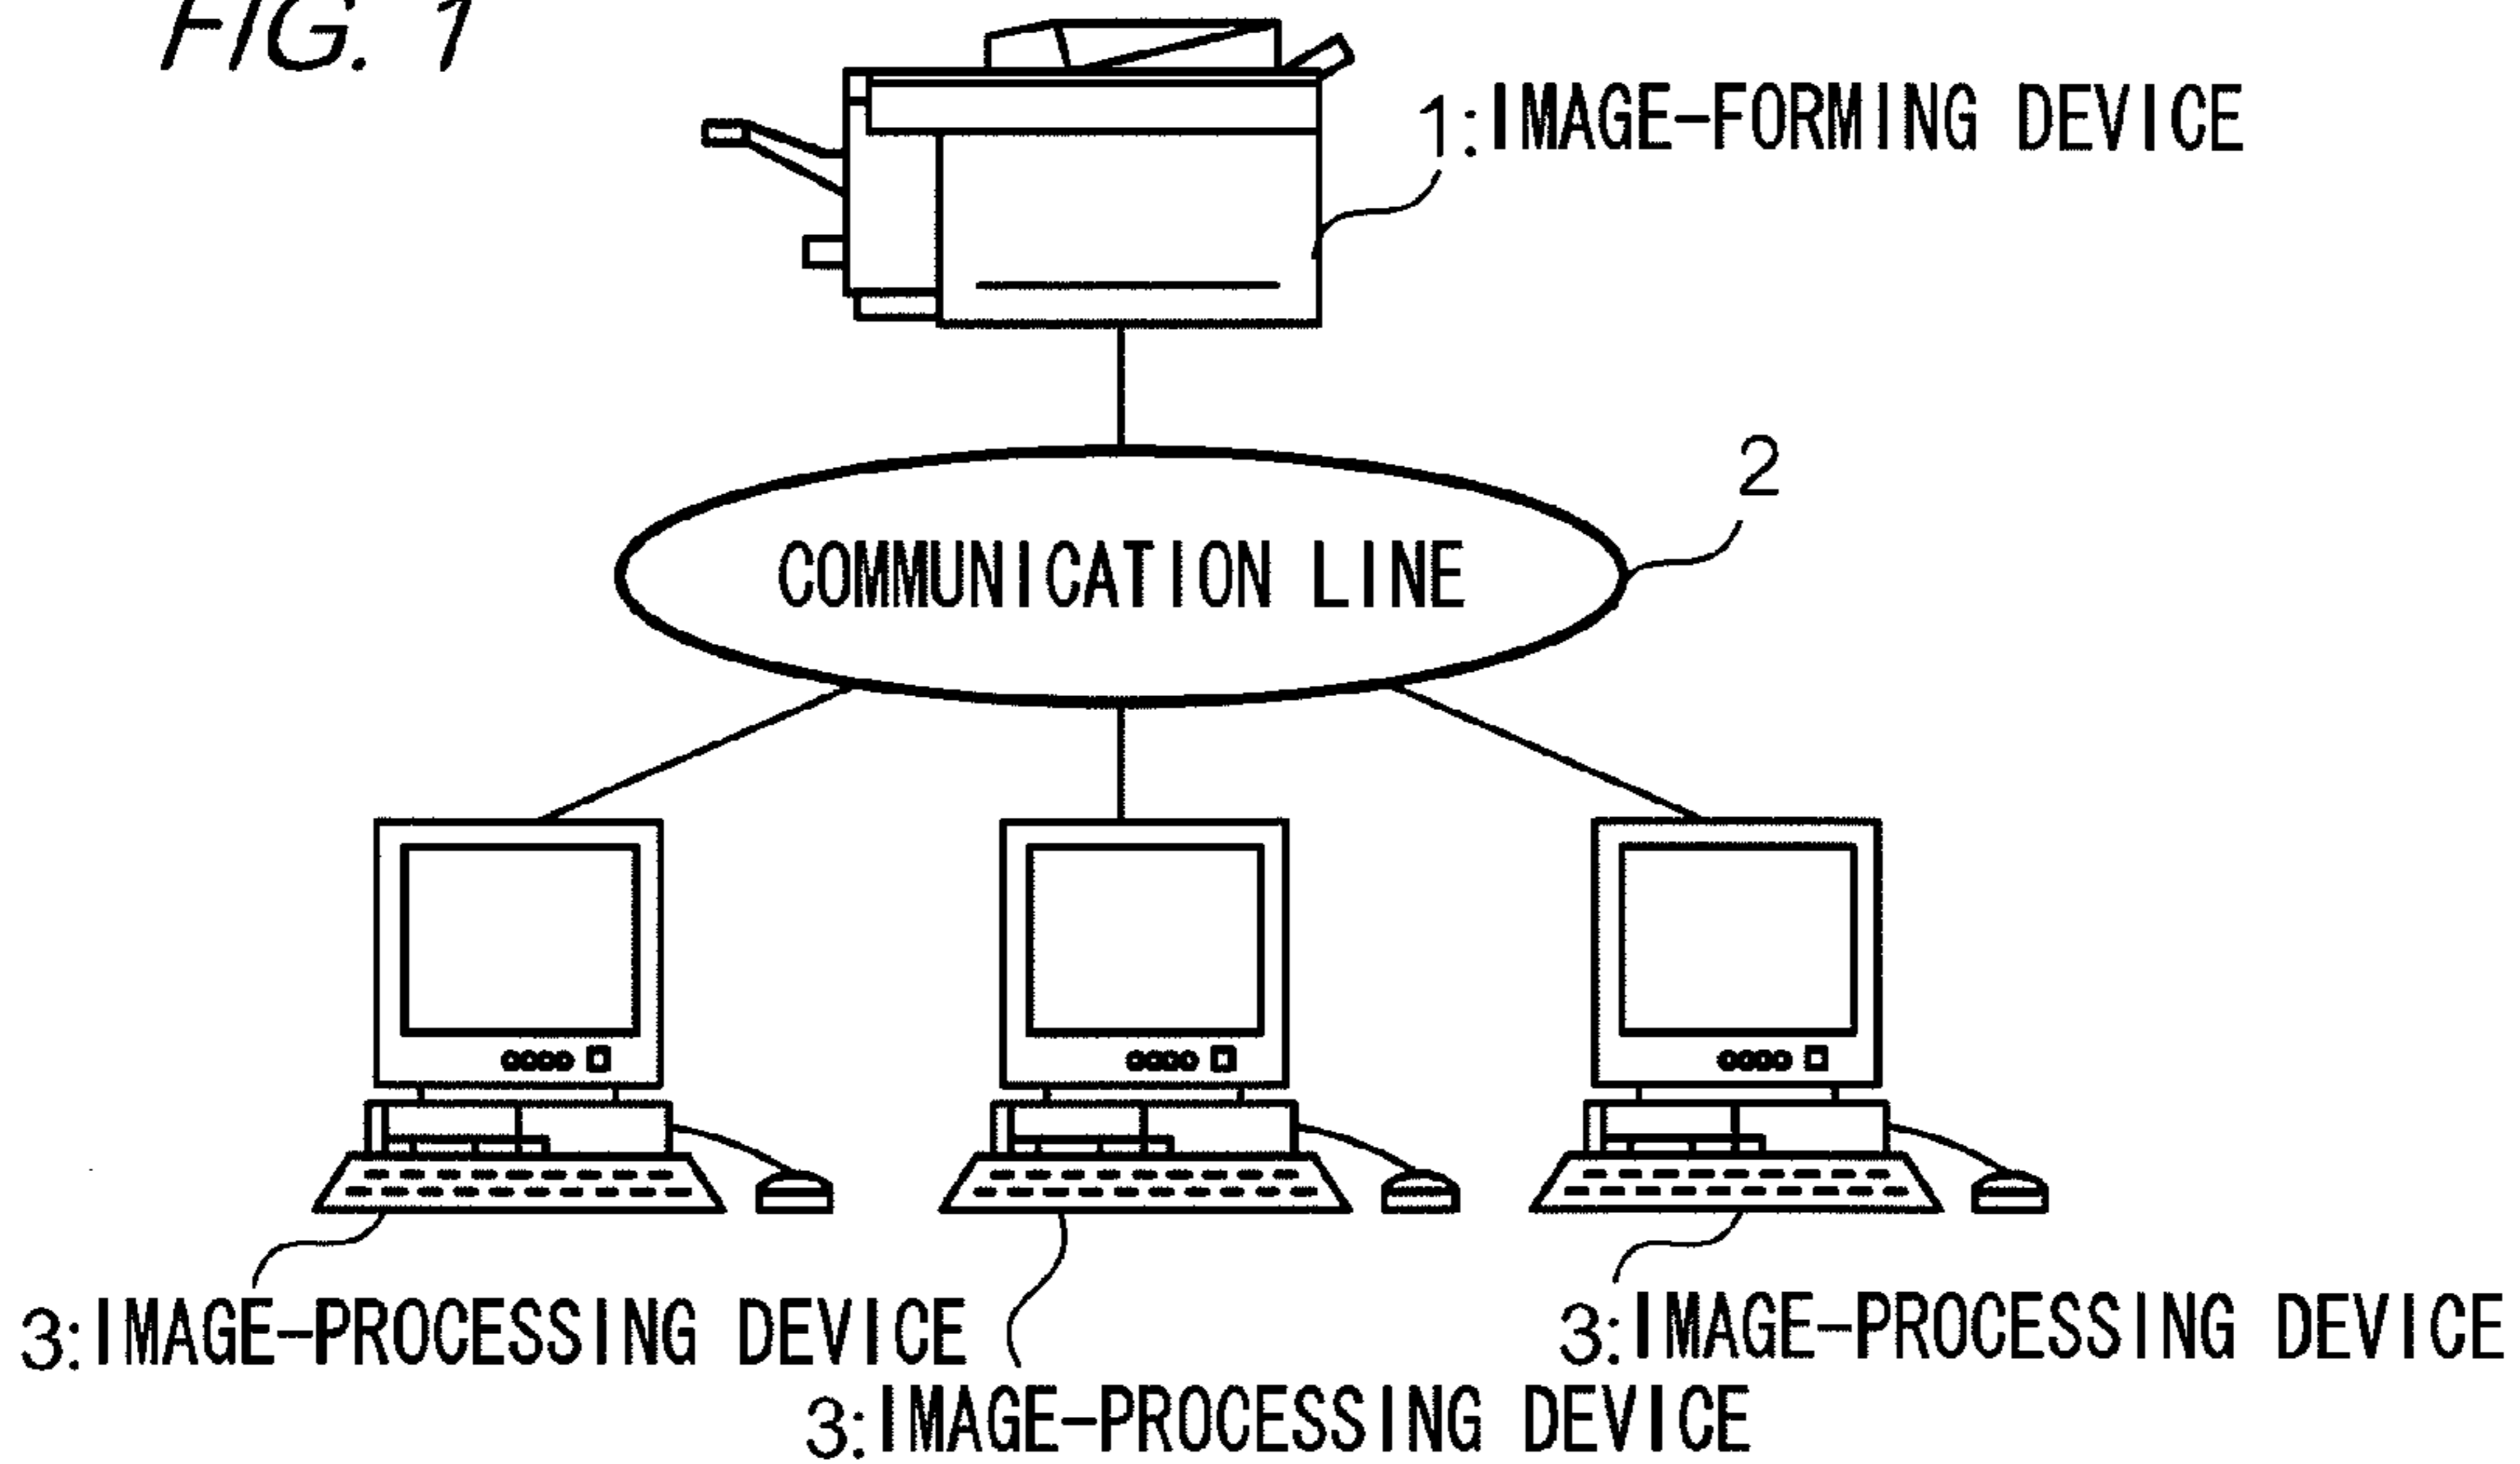 FIG. 1
1:IMAGE-FORMING DEVICE
2
COMMUNICATION LINE
3:IMAGE-PROCESSING DEVICE
3:IMAGE-PROCESSING DEVICE
3:IMAGE-PROCESSING DEVICE